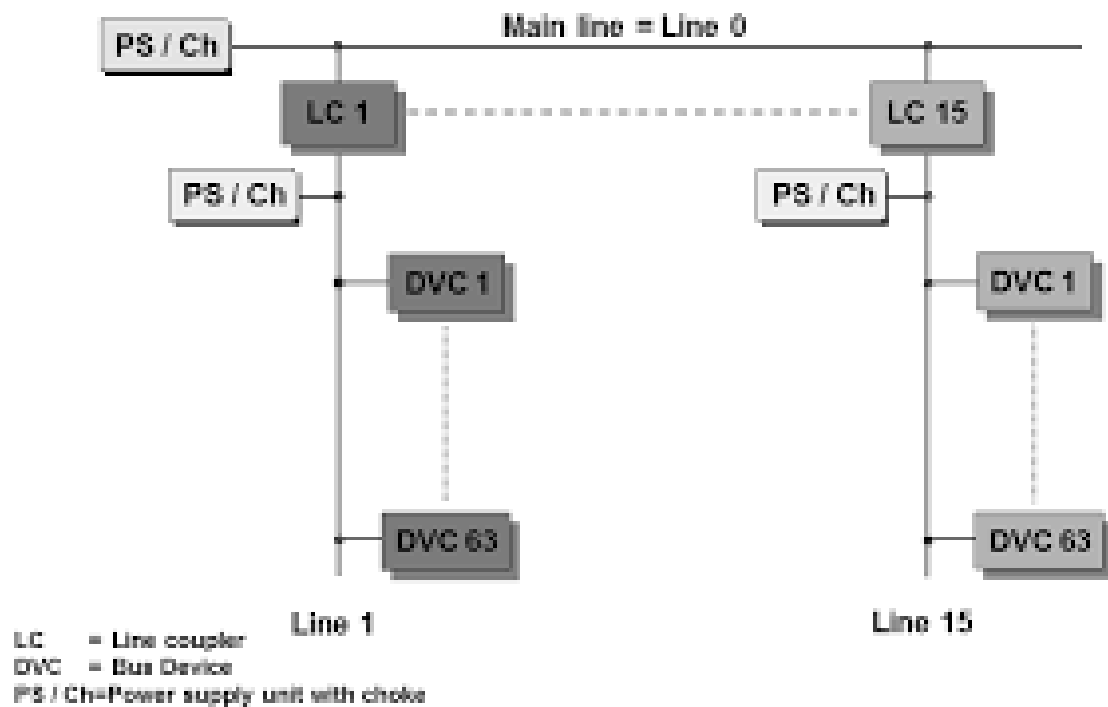 Main line = Line 0
PS / Ch
LC 1
LC 15
PS / Ch
PS / Ch
DVC 1
DVC 1
DVC 63
DVC 63
Line 1
Line 15
LC = Line coupler
DVC = Bus Device
PS / Ch=Power supply unit with choke